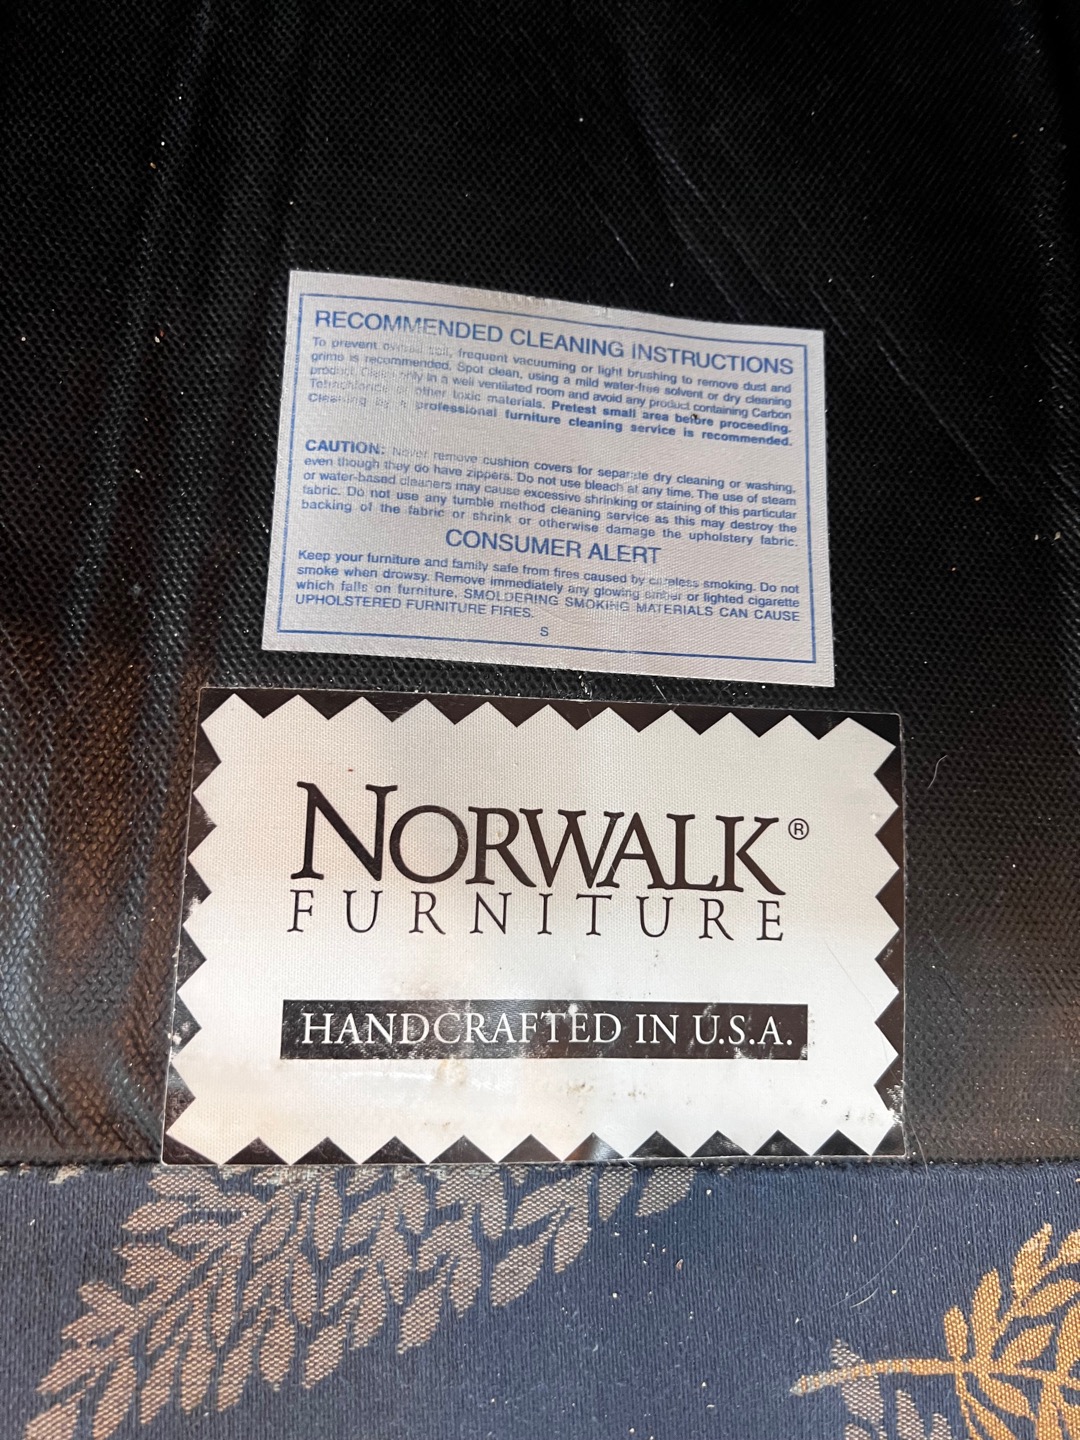 RECOMMENDED CLEANING INSTRUCTIONS
To prevent overall soil, frequent vacuuming or light brushing to remove dust and
grime is recommended. Spot clean, using a mild water-free solvent or dry cleaning
product. Clean only in a well ventilated room and avoid any product containing Carbon
Tetrachloride or other toxic materials. Pretest small area before proceeding.
Cleaning by a professional furniture cleaning service is recommended.
CAUTION: Never remove cushion covers for separate dry cleaning or washing,
even though they do have zippers. Do not use bleach at any time. The use of steam
or water-based cleaners may cause excessive shrinking or staining of this particular
fabric. Do not use any tumble method cleaning service as this may destroy the
backing of the fabric or shrink or otherwise damage the upholstery fabric.
CONSUMER ALERT
Keep your furniture and family safe from fires caused by careless smoking. Do not
smoke when drowsy. Remove immediately any glowing ember or lighted cigarette
which falls on furniture. SMOLDERING SMOKING MATERIALS CAN CAUSE
UPHOLSTERED FURNITURE FIRES.
S
NORWALK®
FURNITURE
HANDCRAFTED IN U.S.A.